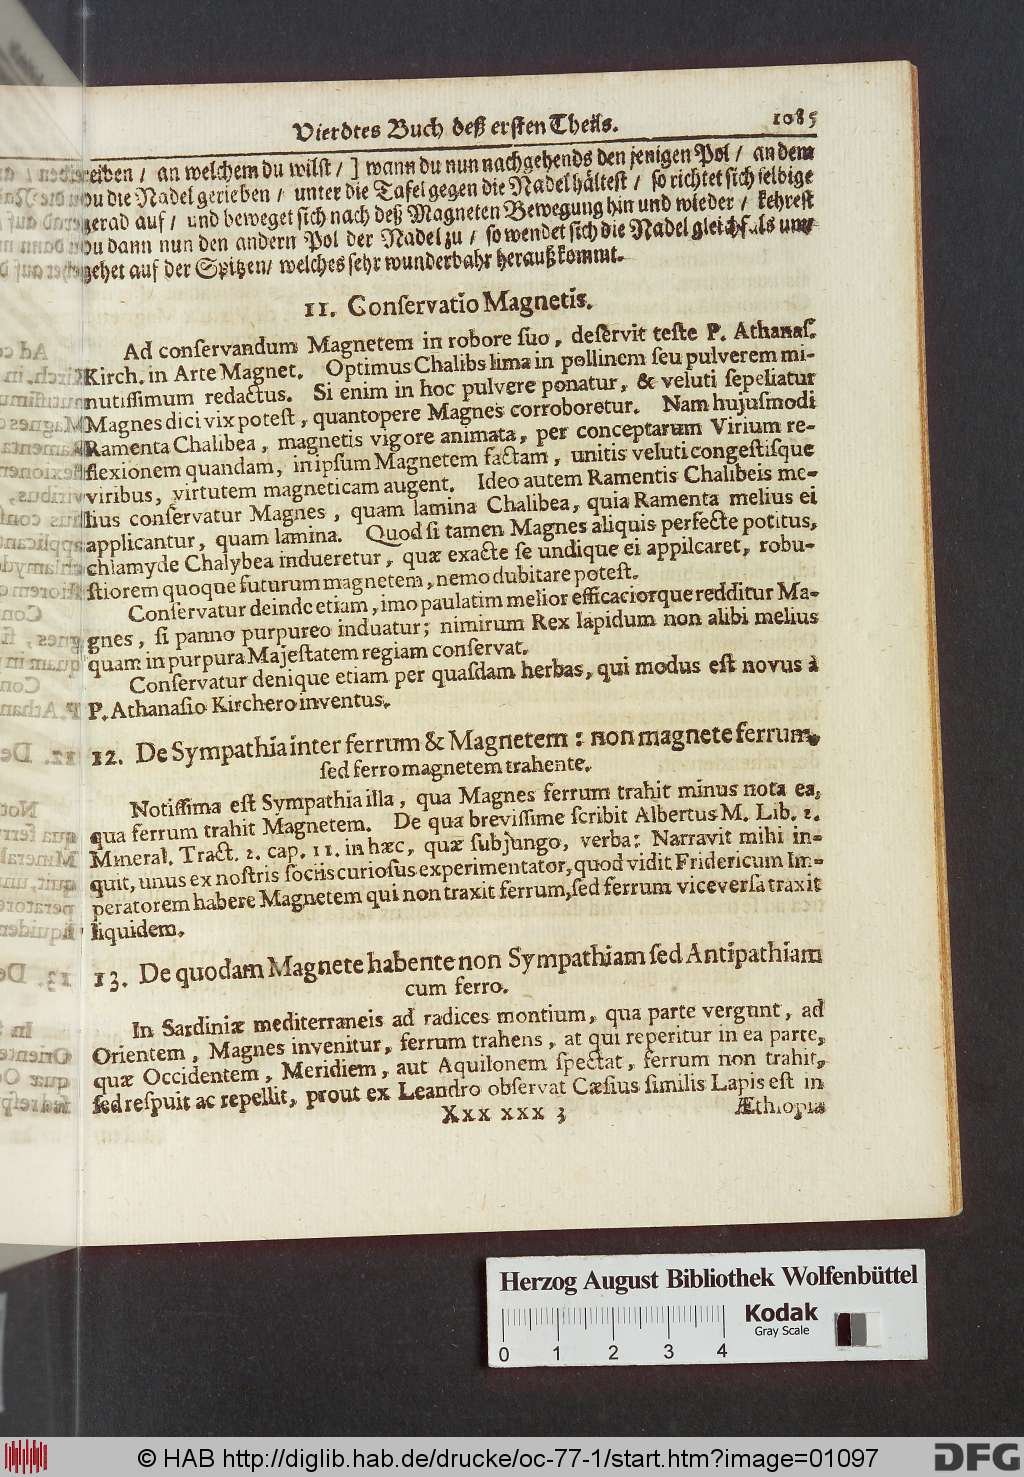 Vierdtes Buch deß ersten Theils. 1085
reiben / an welchem du wilst / ] wann du nun nachgehends den jenigen Pol / an dem
du die Nadel gerieben / unter die Tafel gegen die Nadel hältest / so richtet sich selbige
gerad auf / und beweget sich nach deß Magneten Bewegung hin und wieder / kehrest
du dann nun den andern Pol der Nadel zu / so wendet sich die Nadel gleichfals um/
gehet auf der Spitzen/ welches sehr wunderbahr herauß kommt.
11. Conſervatio Magnetis.
Ad conſervandum Magnetem in robore ſuo, deſervit teſte P. Athanaſ.
Kirch. in Arte Magnet. Optimus Chalibs lima in pollinem ſeu pulverem mi-
nutiſſimum redactus. Si enim in hoc pulvere ponatur, & veluti ſepeliatur
Magnes dici vix poteſt, quantopere Magnes corroboretur. Nam hujuſmodi
Ramenta Chalibea, magnetis vigore animata, per conceptarum Virium re-
flexionem quandam, in ipſum Magnetem factam, unitis veluti congeſtiſque
viribus, virtutem magneticam augent. Ideo autem Ramentis Chalibeis me-
lius conſervatur Magnes, quam lamina Chalibea, quia Ramenta melius ei
applicantur, quam lamina. Quod ſi tamen Magnes aliquis perfecte potitus,
chlamyde Chalybea indueretur, quæ exacte ſe undique ei appilcaret, robu-
ſtiorem quoque futurum magnetem, nemo dubitare poteſt.
Conſervatur deinde etiam, imo paulatim melior efficaciorque redditur Ma-
gnes, ſi panno purpureo induatur; nimirum Rex lapidum non alibi melius
quam in purpura Majeſtatem regiam conſervat.
Conſervatur denique etiam per quaſdam herbas, qui modus eſt novus à
P. Athanaſio Kirchero inventus.
12. De Sympathia inter ferrum & Magnetem: non magnete ferrum,
ſed ferro magnetem trahente.
Notiſſima eſt Sympathia illa, qua Magnes ferrum trahit minus nota ea,
qua ferrum trahit Magnetem. De qua breviſſime ſcribit Albertus M. Lib. 2.
Mineral. Tract. 2. cap. 11. in hæc, quæ ſubjungo, verba: Narravit mihi in-
quit, unus ex noſtris ſociis curioſus experimentator, quod vidit Fridericum Im-
peratorem habere Magnetem qui non traxit ferrum, ſed ferrum viceverſa traxit
liquidem.
13. De quodam Magnete habente non Sympathiam ſed Antipathiam
cum ferro.
In Sardiniæ mediterraneis ad radices montium, qua parte vergunt, ad
Orientem, Magnes invenitur, ferrum trahens, at qui reperitur in ea parte,
quæ Occidentem, Meridiem, aut Aquilonem ſpectat, ferrum non trahit,
ſed reſpuit ac repellit, prout ex Leandro obſervat Cæſius ſimilis Lapis eſt in
Xxx xxx 3 Æthiopia
Herzog August Bibliothek Wolfenbüttel
Kodak
Gray Scale
0 1 2 3 4
© HAB http://diglib.hab.de/drucke/oc-77-1/start.htm?image=01097
DFG